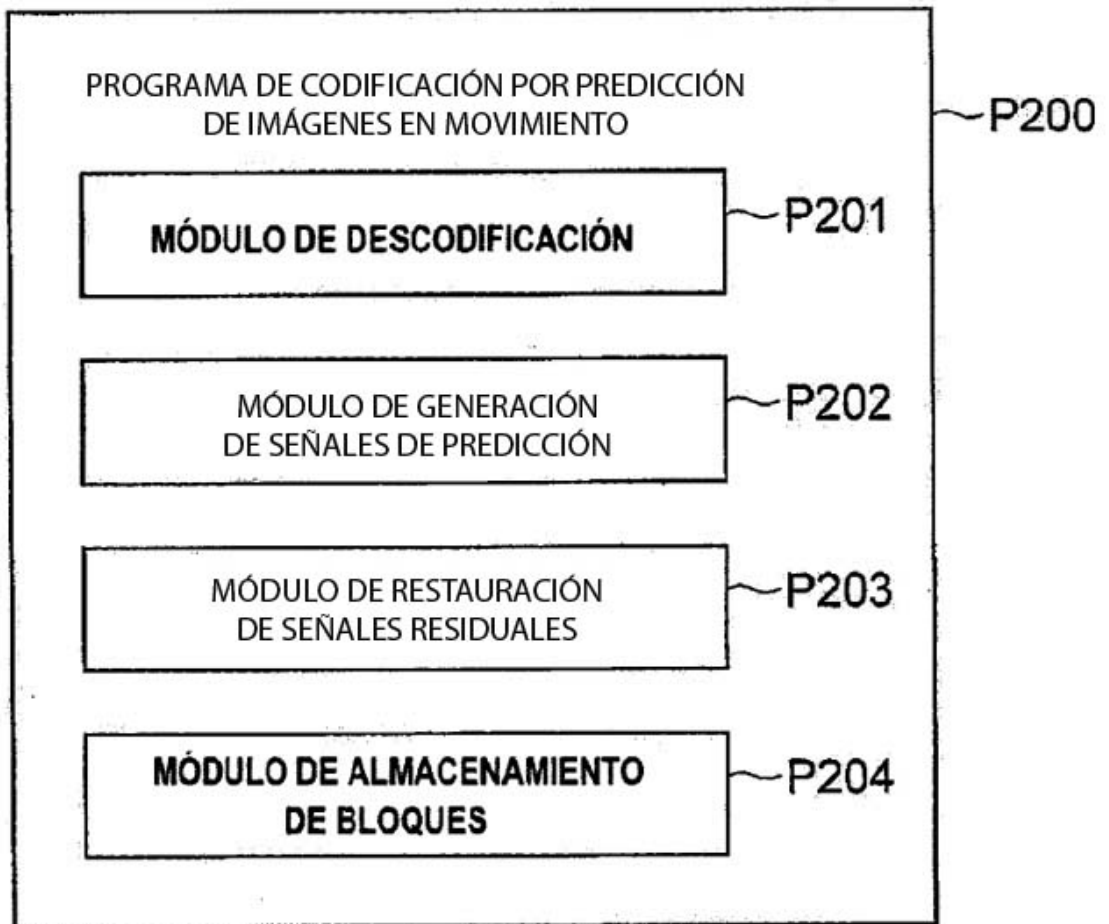 PROGRAMA DE CODIFICACIÓN POR PREDICCIÓN
DE IMÁGENES EN MOVIMIENTO
P200
MÓDULO DE DESCODIFICACIÓN
P201
MÓDULO DE GENERACIÓN
DE SEÑALES DE PREDICCIÓN
P202
MÓDULO DE RESTAURACIÓN
DE SEÑALES RESIDUALES
P203
MÓDULO DE ALMACENAMIENTO
DE BLOQUES
P204